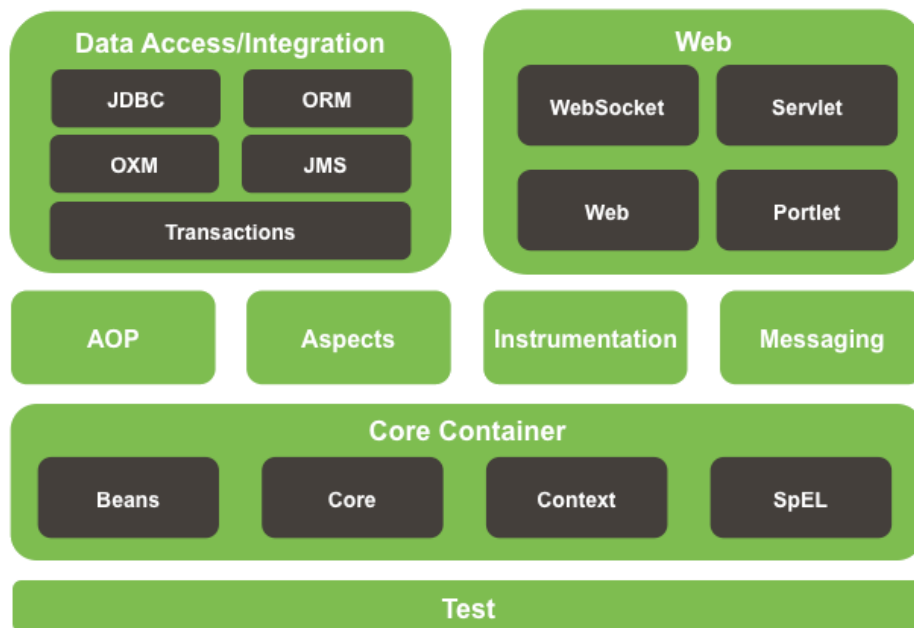 Data Access/Integration
JDBC
ORM
OXM
JMS
Transactions
Web
WebSocket
Servlet
Web
Portlet
AOP
Aspects
Instrumentation
Messaging
Core Container
Beans
Core
Context
SpEL
Test